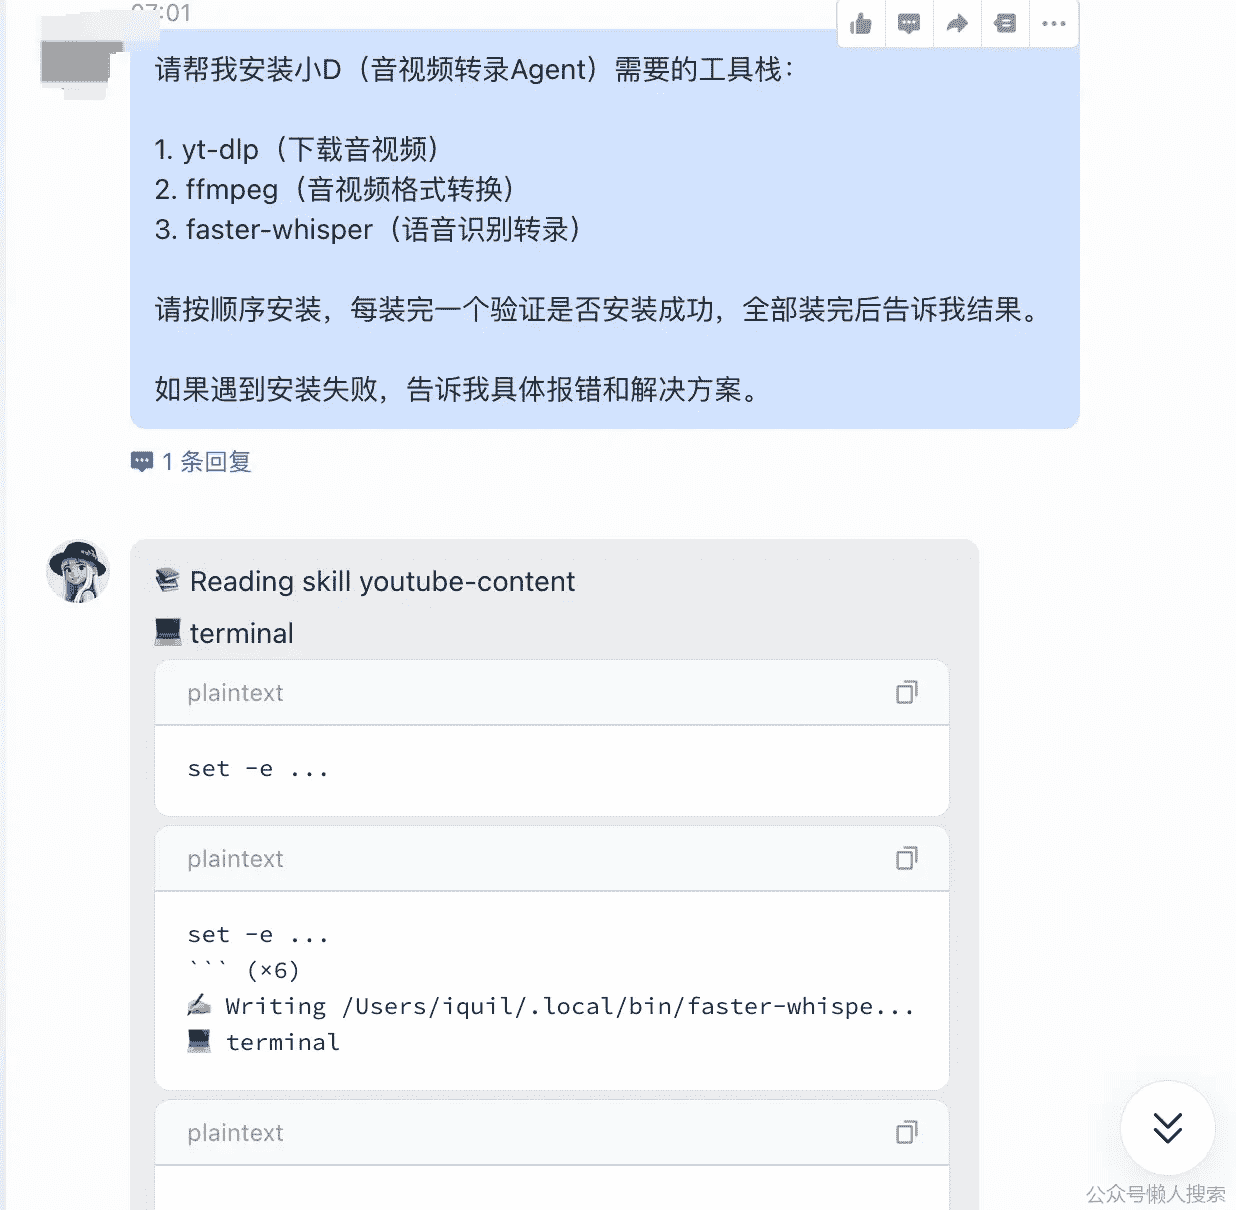 07:01
请帮我安装小D（音视频转录Agent）需要的工具栈：
1. yt-dlp（下载音视频）
2. ffmpeg（音视频格式转换）
3. faster-whisper（语音识别转录）
请按顺序安装，每装完一个验证是否安装成功，全部装完后告诉我结果。
如果遇到安装失败，告诉我具体报错和解决方案。
1 条回复
Reading skill youtube-content
terminal
plaintext
set -e ...
plaintext
set -e ...
``` (×6)
Writing /Users/iquil/.local/bin/faster-whispe...
terminal
plaintext
公众号懒人搜索